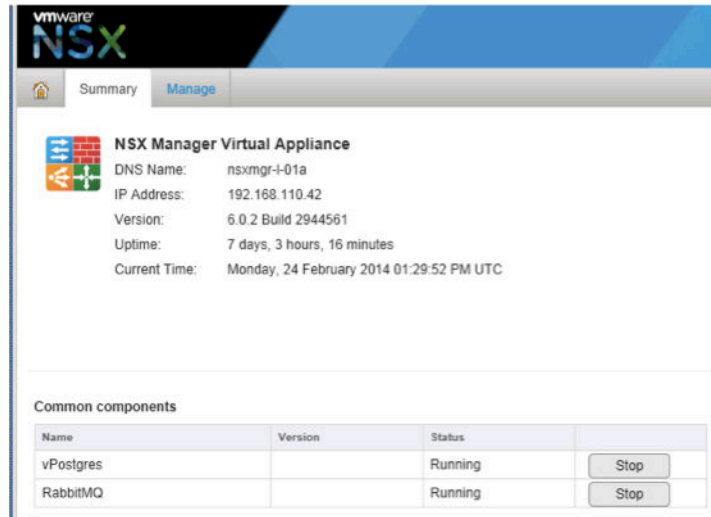 vmware
NSX
Summary Manage
NSX Manager Virtual Appliance
DNS Name: nsxmgr-l-01a
IP Address: 192.168.110.42
Version: 6.0.2 Build 2944561
Uptime: 7 days, 3 hours, 16 minutes
Current Time: Monday, 24 February 2014 01:29:52 PM UTC
Common components
Name Version Status
vPostgres Running Stop
RabbitMQ Running Stop